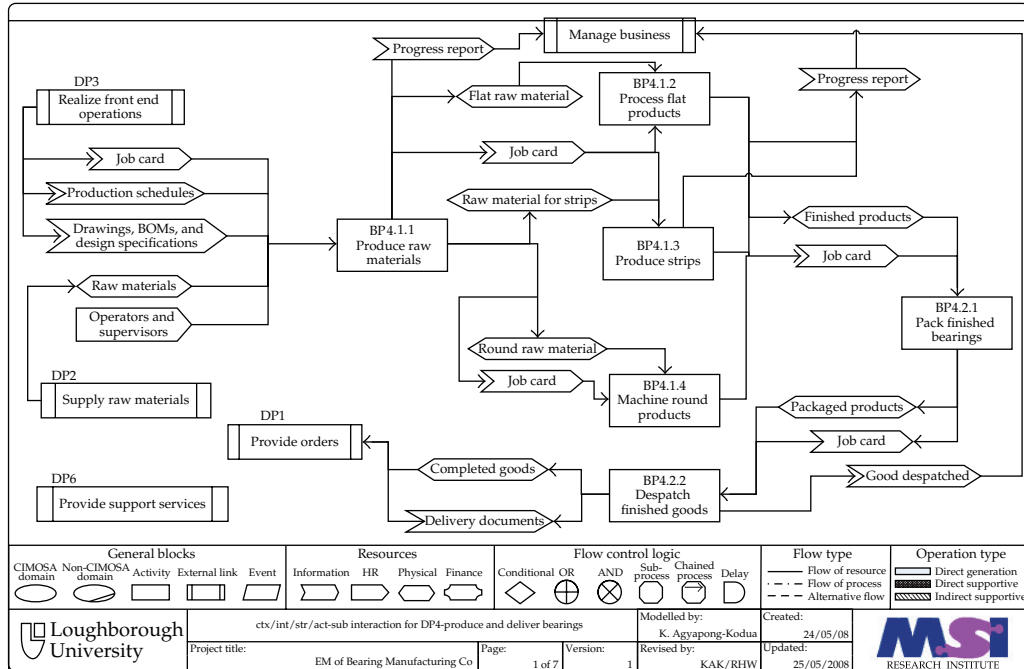 Manage business
Progress report
DP3
Realize front end
operations
Flat raw material
BP4.1.2
Process flat
products
Progress report
Job card
Job card
Production schedules
Raw material for strips
Drawings, BOMs, and
design specifications
BP4.1.1
Produce raw
materials
BP4.1.3
Produce strips
Finished products
Job card
Raw materials
Operators and
supervisors
BP4.2.1
Pack finished
bearings
Round raw material
Job card
BP4.1.4
Machine round
products
DP2
Supply raw materials
DP1
Provide orders
Packaged products
Job card
Completed goods
BP4.2.2
Despatch
finished goods
Good despatched
DP6
Provide support services
Delivery documents
General blocks
CIMOSA
domain
Non-CIMOSA
domain
Activity
External link
Event
Resources
Information
HR
Physical
Finance
Flow control logic
Conditional
OR
AND
Sub-
process
Chained
process
Delay
Flow type
Flow of resource
Flow of process
Alternative flow
Operation type
Direct generation
Direct supportive
Indirect supportive
Loughborough
University
ctx/int/str/act-sub interaction for DP4-produce and deliver bearings
Modelled by:
K. Agyapong-Kodua
Created:
24/05/08
Project title:
EM of Bearing Manufacturing Co
Page:
1 of 7
Version:
1
Revised by:
KAK/RHW
Updated:
25/05/2008
MSI
RESEARCH INSTITUTE